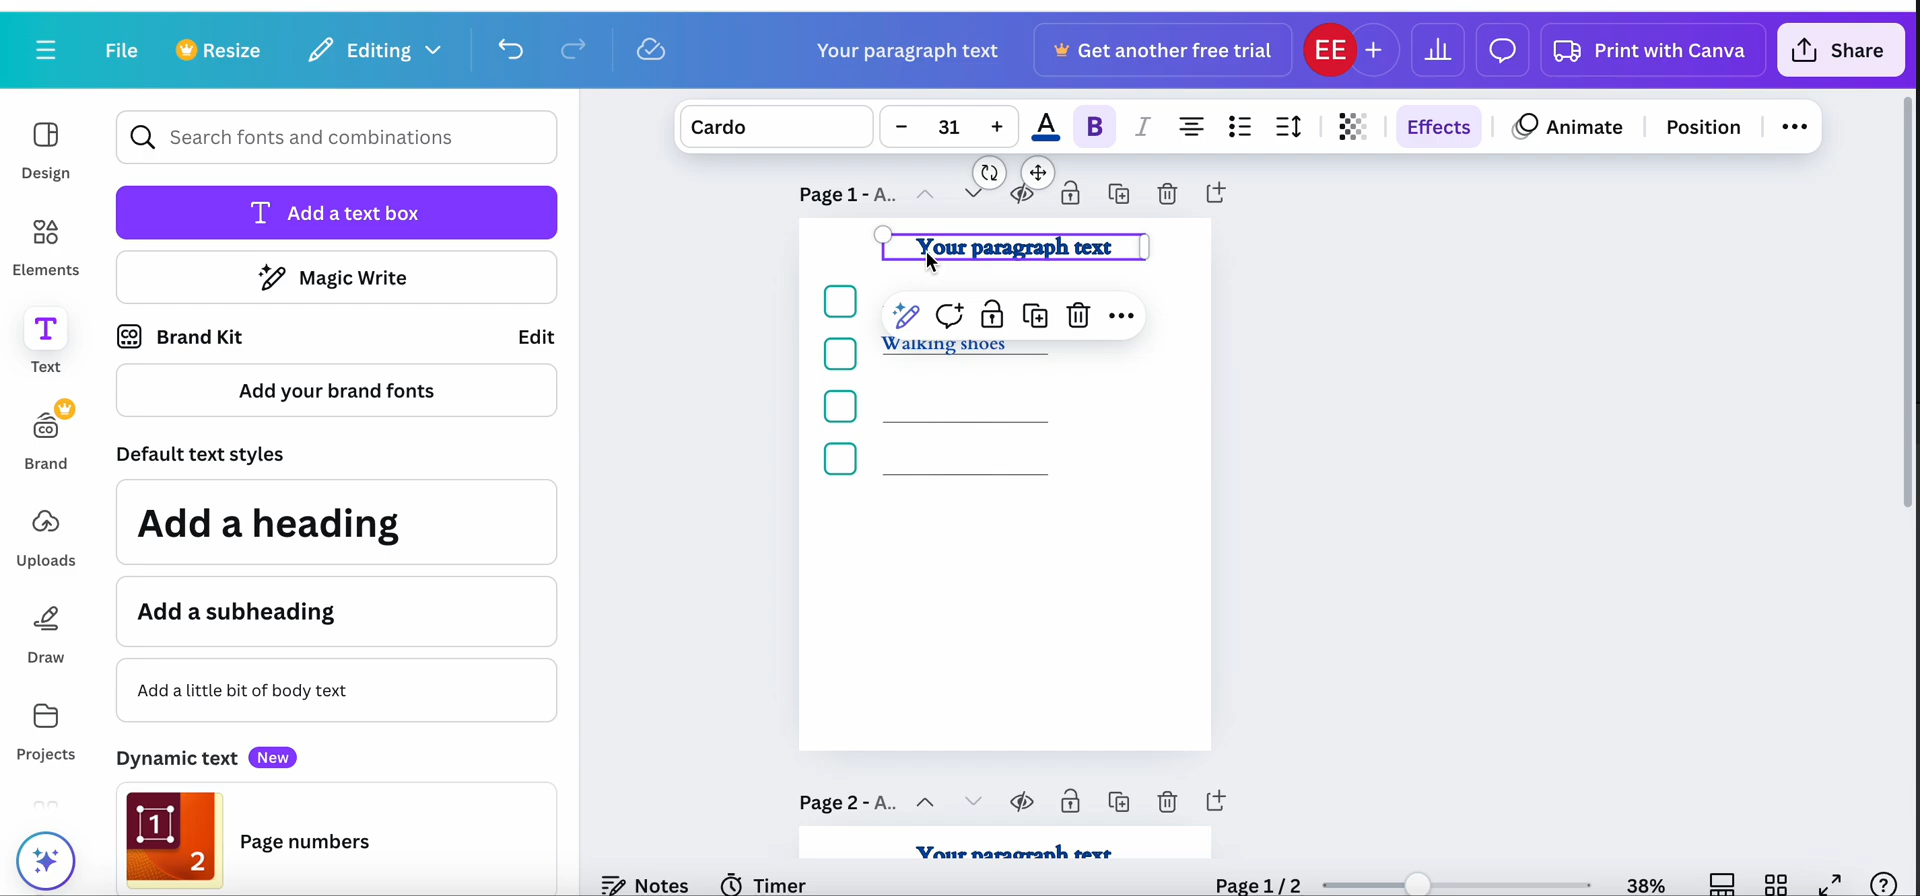 File
Resize
Editing
Your paragraph text
Get another free trial
EE
+
Print with Canva
Share
Design
Elements
Text
Brand
Uploads
Draw
Projects
Search fonts and combinations
T Add a text box
Magic Write
Brand Kit
Edit
Add your brand fonts
Default text styles
Add a heading
Add a subheading
Add a little bit of body text
Dynamic text New
1
2
Page numbers
Cardo
− 31 +
A B I
Effects
Animate
Position
Page 1 - A..
Your paragraph text
Walking shoes
Page 2 - A..
Your paragraph text
Notes
Timer
Page 1 / 2
38%